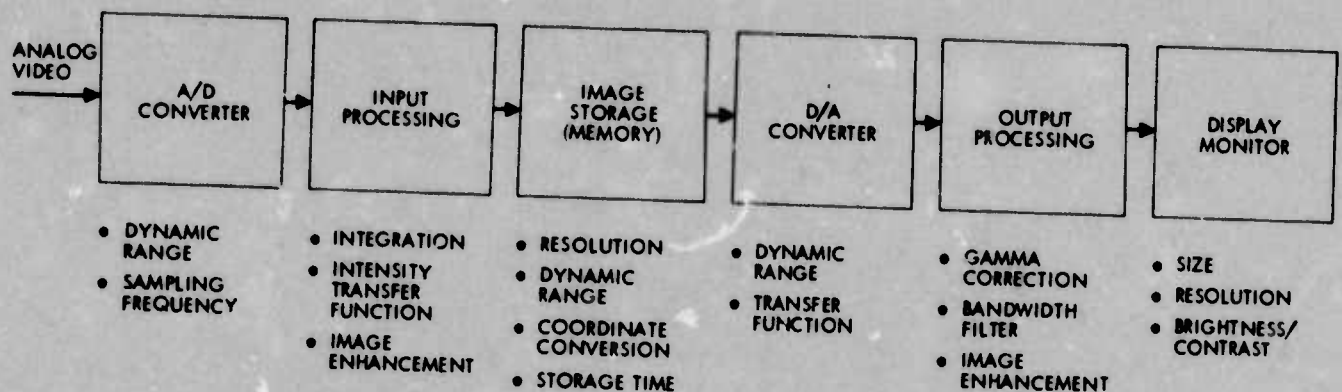 ANALOG
VIDEO
A/D
CONVERTER
INPUT
PROCESSING
IMAGE
STORAGE
(MEMORY)
D/A
CONVERTER
OUTPUT
PROCESSING
DISPLAY
MONITOR
• DYNAMIC
RANGE
• SAMPLING
FREQUENCY
• INTEGRATION
• INTENSITY
TRANSFER
FUNCTION
• IMAGE
ENHANCEMENT
• RESOLUTION
• DYNAMIC
RANGE
• COORDINATE
CONVERSION
• STORAGE TIME
• DYNAMIC
RANGE
• TRANSFER
FUNCTION
• GAMMA
CORRECTION
• BANDWIDTH
FILTER
• IMAGE
ENHANCEMENT
• SIZE
• RESOLUTION
• BRIGHTNESS/
CONTRAST